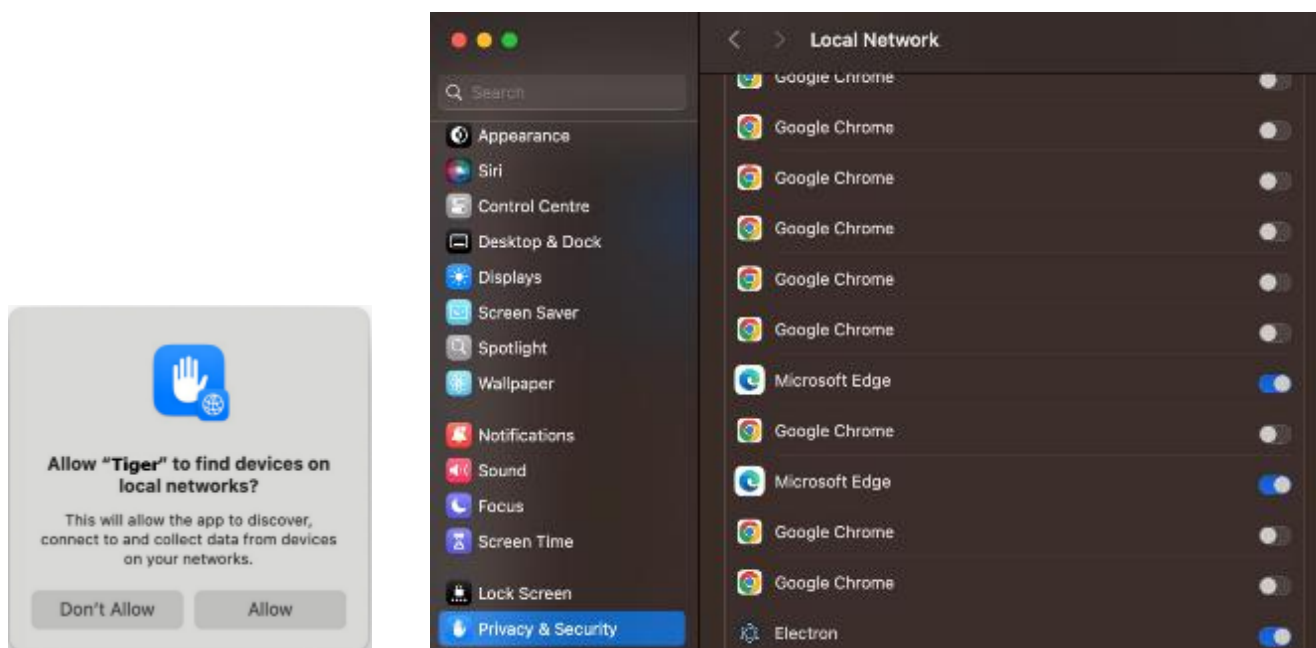 Allow “Tiger” to find devices on
local networks?
This will allow the app to discover,
connect to and collect data from devices
on your networks.
Don't Allow
Allow
Search
Appearance
Siri
Control Centre
Desktop & Dock
Displays
Screen Saver
Spotlight
Wallpaper
Notifications
Sound
Focus
Screen Time
Lock Screen
Privacy & Security
Local Network
Google Chrome
Google Chrome
Google Chrome
Google Chrome
Google Chrome
Google Chrome
Microsoft Edge
Google Chrome
Microsoft Edge
Google Chrome
Google Chrome
Electron